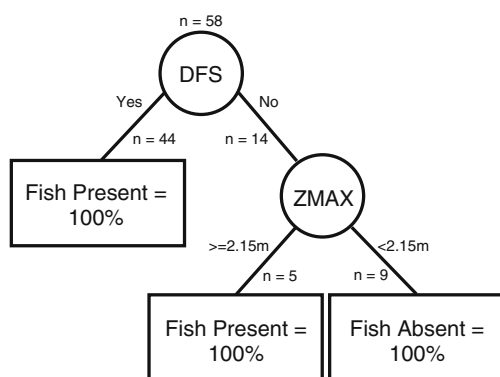 n = 58
DFS
Yes
No
n = 44
n = 14
Fish Present =
100%
ZMAX
>=2.15m
<2.15m
n = 5
n = 9
Fish Present =
100%
Fish Absent =
100%